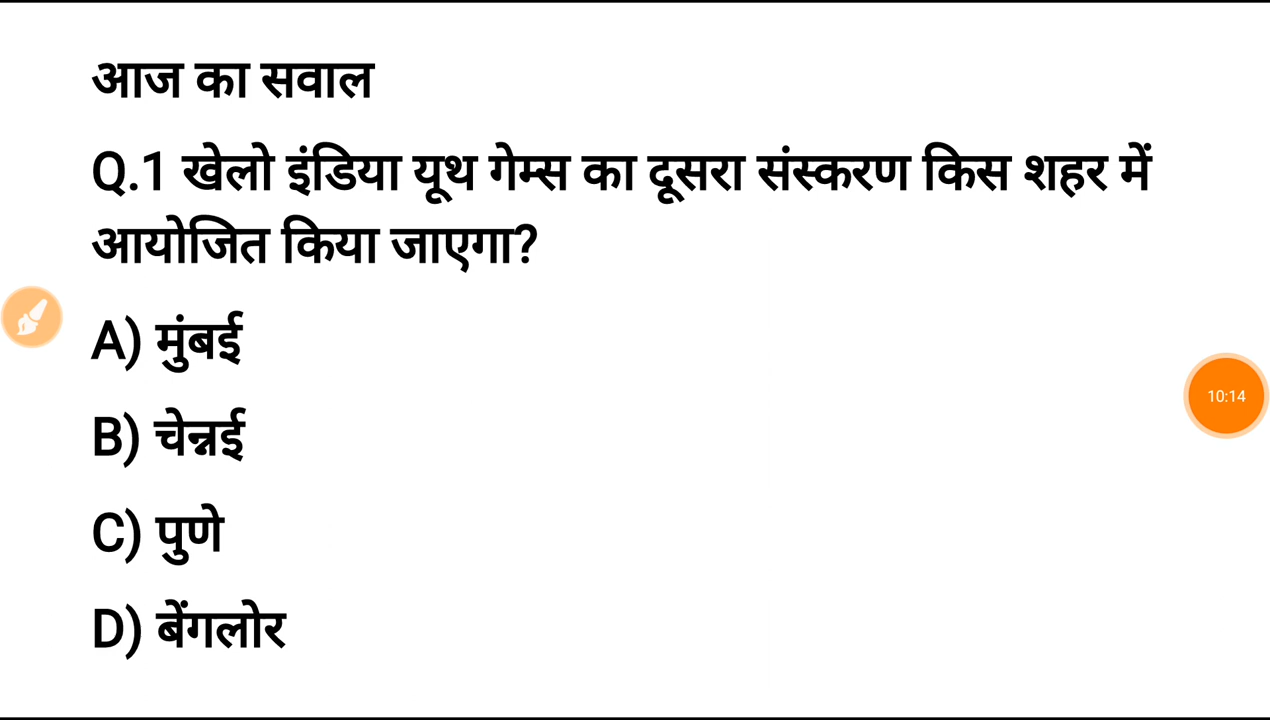 आज का सवाल
Q.1 खेलो इंडिया यूथ गेम्स का दूसरा संस्करण किस शहर में
आयोजित किया जाएगा?
A) मुंबई
B) चेन्नई
10:14
C) पुणे
D) बेंगलोर